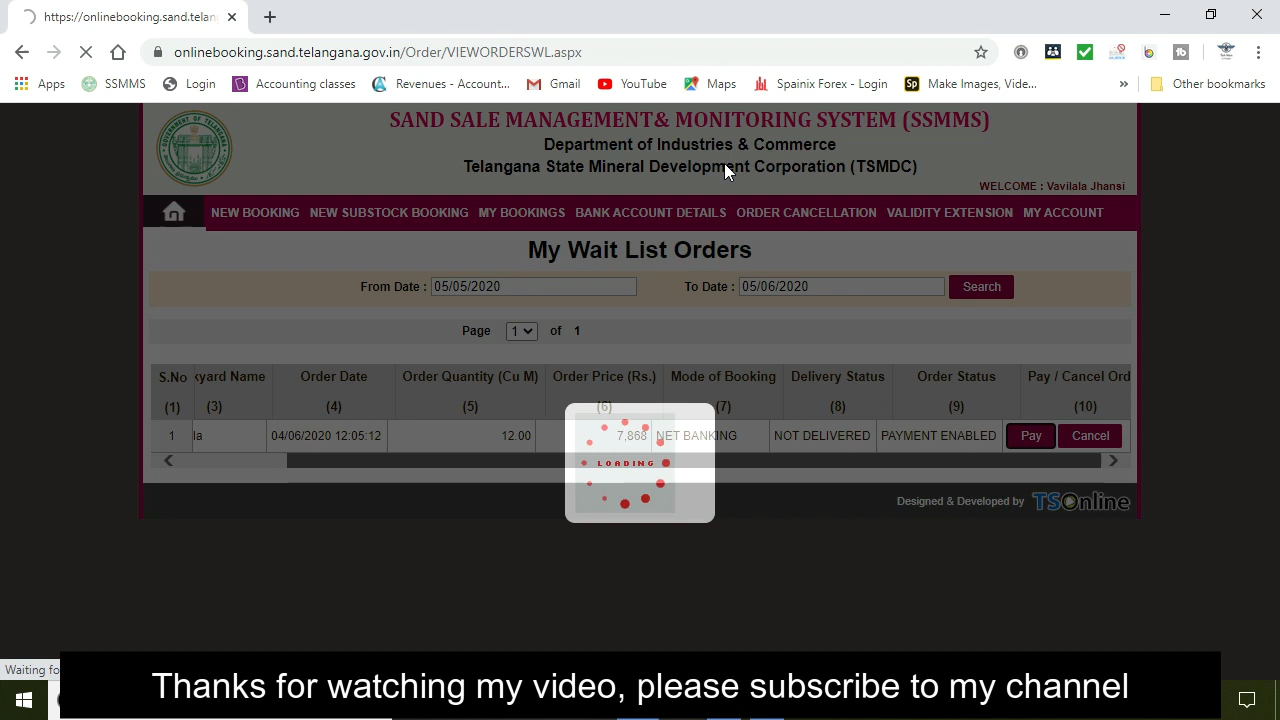 https://onlinebooking.sand.telan
onlinebooking.sand.telangana.gov.in/Order/VIEWORDERSWL.aspx
Apps SSMMS Login Accounting classes Revenues - Account... Gmail YouTube Maps Spainix Forex - Login Make Images, Vide... » Other bookmarks
SAND SALE MANAGEMENT& MONITORING SYSTEM (SSMMS)
Department of Industries & Commerce
Telangana State Mineral Development Corporation (TSMDC)
WELCOME : Vavilala Jhansi
NEW BOOKING NEW SUBSTOCK BOOKING MY BOOKINGS BANK ACCOUNT DETAILS ORDER CANCELLATION VALIDITY EXTENSION MY ACCOUNT
My Wait List Orders
From Date : 05/05/2020 To Date : 05/06/2020 Search
Page 1 of 1
S.No kyard Name Order Date Order Quantity (Cu M) Order Price (Rs.) Mode of Booking Delivery Status Order Status Pay / Cancel Ord
(1) (3) (4) (5) (6) (7) (8) (9) (10)
1 la 04/06/2020 12:05:12 12.00 7,868 NET BANKING NOT DELIVERED PAYMENT ENABLED Pay Cancel
LOADING
Designed & Developed by TSOnline
Waiting fo
Thanks for watching my video, please subscribe to my channel